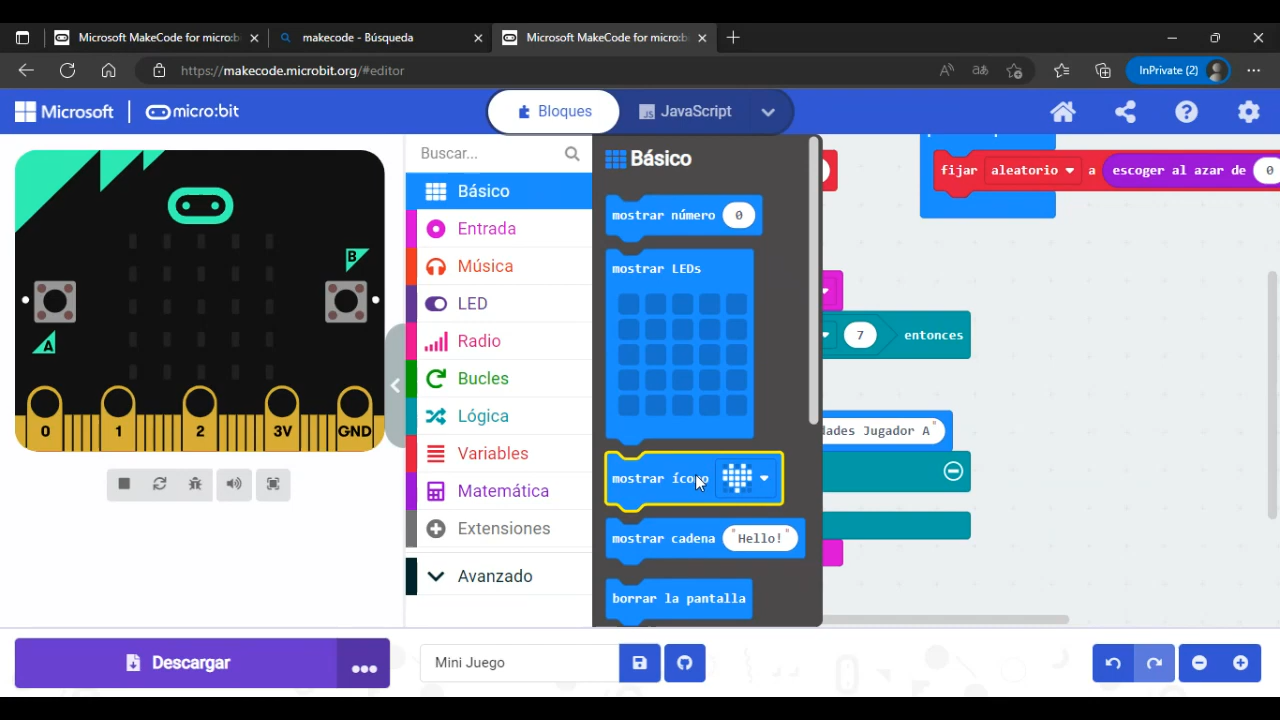 Microsoft MakeCode for micro:b
makecode - Búsqueda
Microsoft MakeCode for micro:b
https://makecode.microbit.org/#editor
InPrivate (2)
Microsoft
micro:bit
Bloques
JavaScript
Buscar...
Básico
Entrada
Música
LED
Radio
Bucles
Lógica
Variables
Matemática
Extensiones
Avanzado
Básico
mostrar número 0
mostrar LEDs
mostrar
mostrar cadena "Hello!"
borrar la pantalla
fijar aleatorio a escoger al azar de 0
7 entonces
Jugador A"
B
A
0 1 2 3V GND
Descargar
Mini Juego